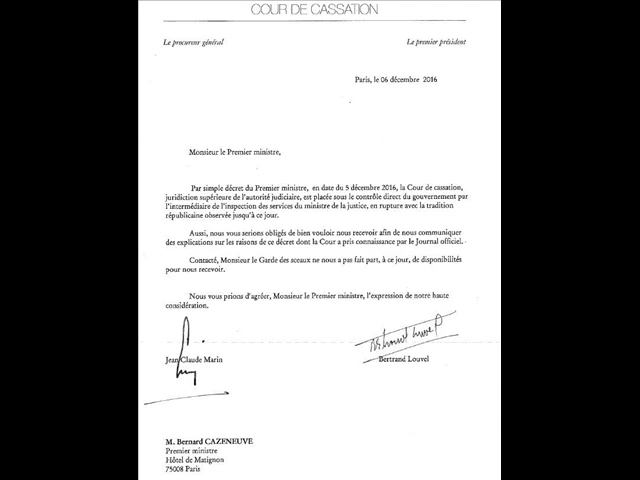 COUR DE CASSATION
Le procureur général
Le premier président
Paris, le 06 décembre 2016
Monsieur le Premier ministre,
Par simple décret du Premier ministre, en date du 5 décembre 2016, la Cour de cassation,
juridiction supérieure de l'autorité judiciaire, est placée sous le contrôle direct du gouvernement par
l'intermédiaire de l'inspection des services du ministre de la justice, en rupture avec la tradition
républicaine observée jusqu'à ce jour.
Aussi, nous vous serions obligés de bien vouloir nous recevoir afin de nous communiquer
des explications sur les raisons de ce décret dont la Cour a pris connaissance par le Journal officiel.
Contacté, Monsieur le Garde des sceaux ne nous a pas fait part, à ce jour, de disponibilités
pour nous recevoir.
Nous vous prions d'agréer, Monsieur le Premier ministre, l'expression de notre haute
considération.
Jean Claude Marin
Bertrand Louvel
M. Bernard CAZENEUVE
Premier ministre
Hôtel de Matignon
75008 Paris